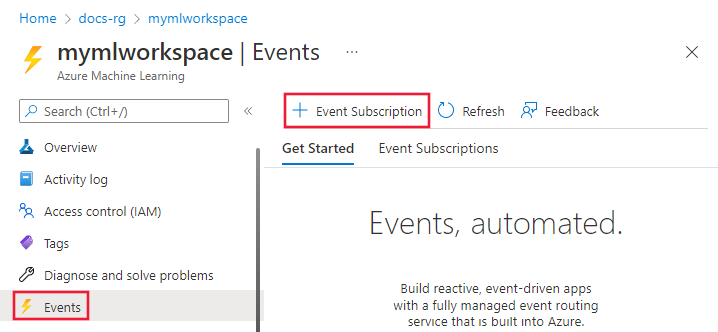 Home > docs-rg > mymlworkspace
mymlworkspace | Events ...
Azure Machine Learning
Search (Ctrl+/)
+ Event Subscription Refresh Feedback
Overview
Activity log
Access control (IAM)
Tags
Diagnose and solve problems
Events
Get Started Event Subscriptions
Events, automated.
Build reactive, event-driven apps
with a fully managed event routing
service that is built into Azure.